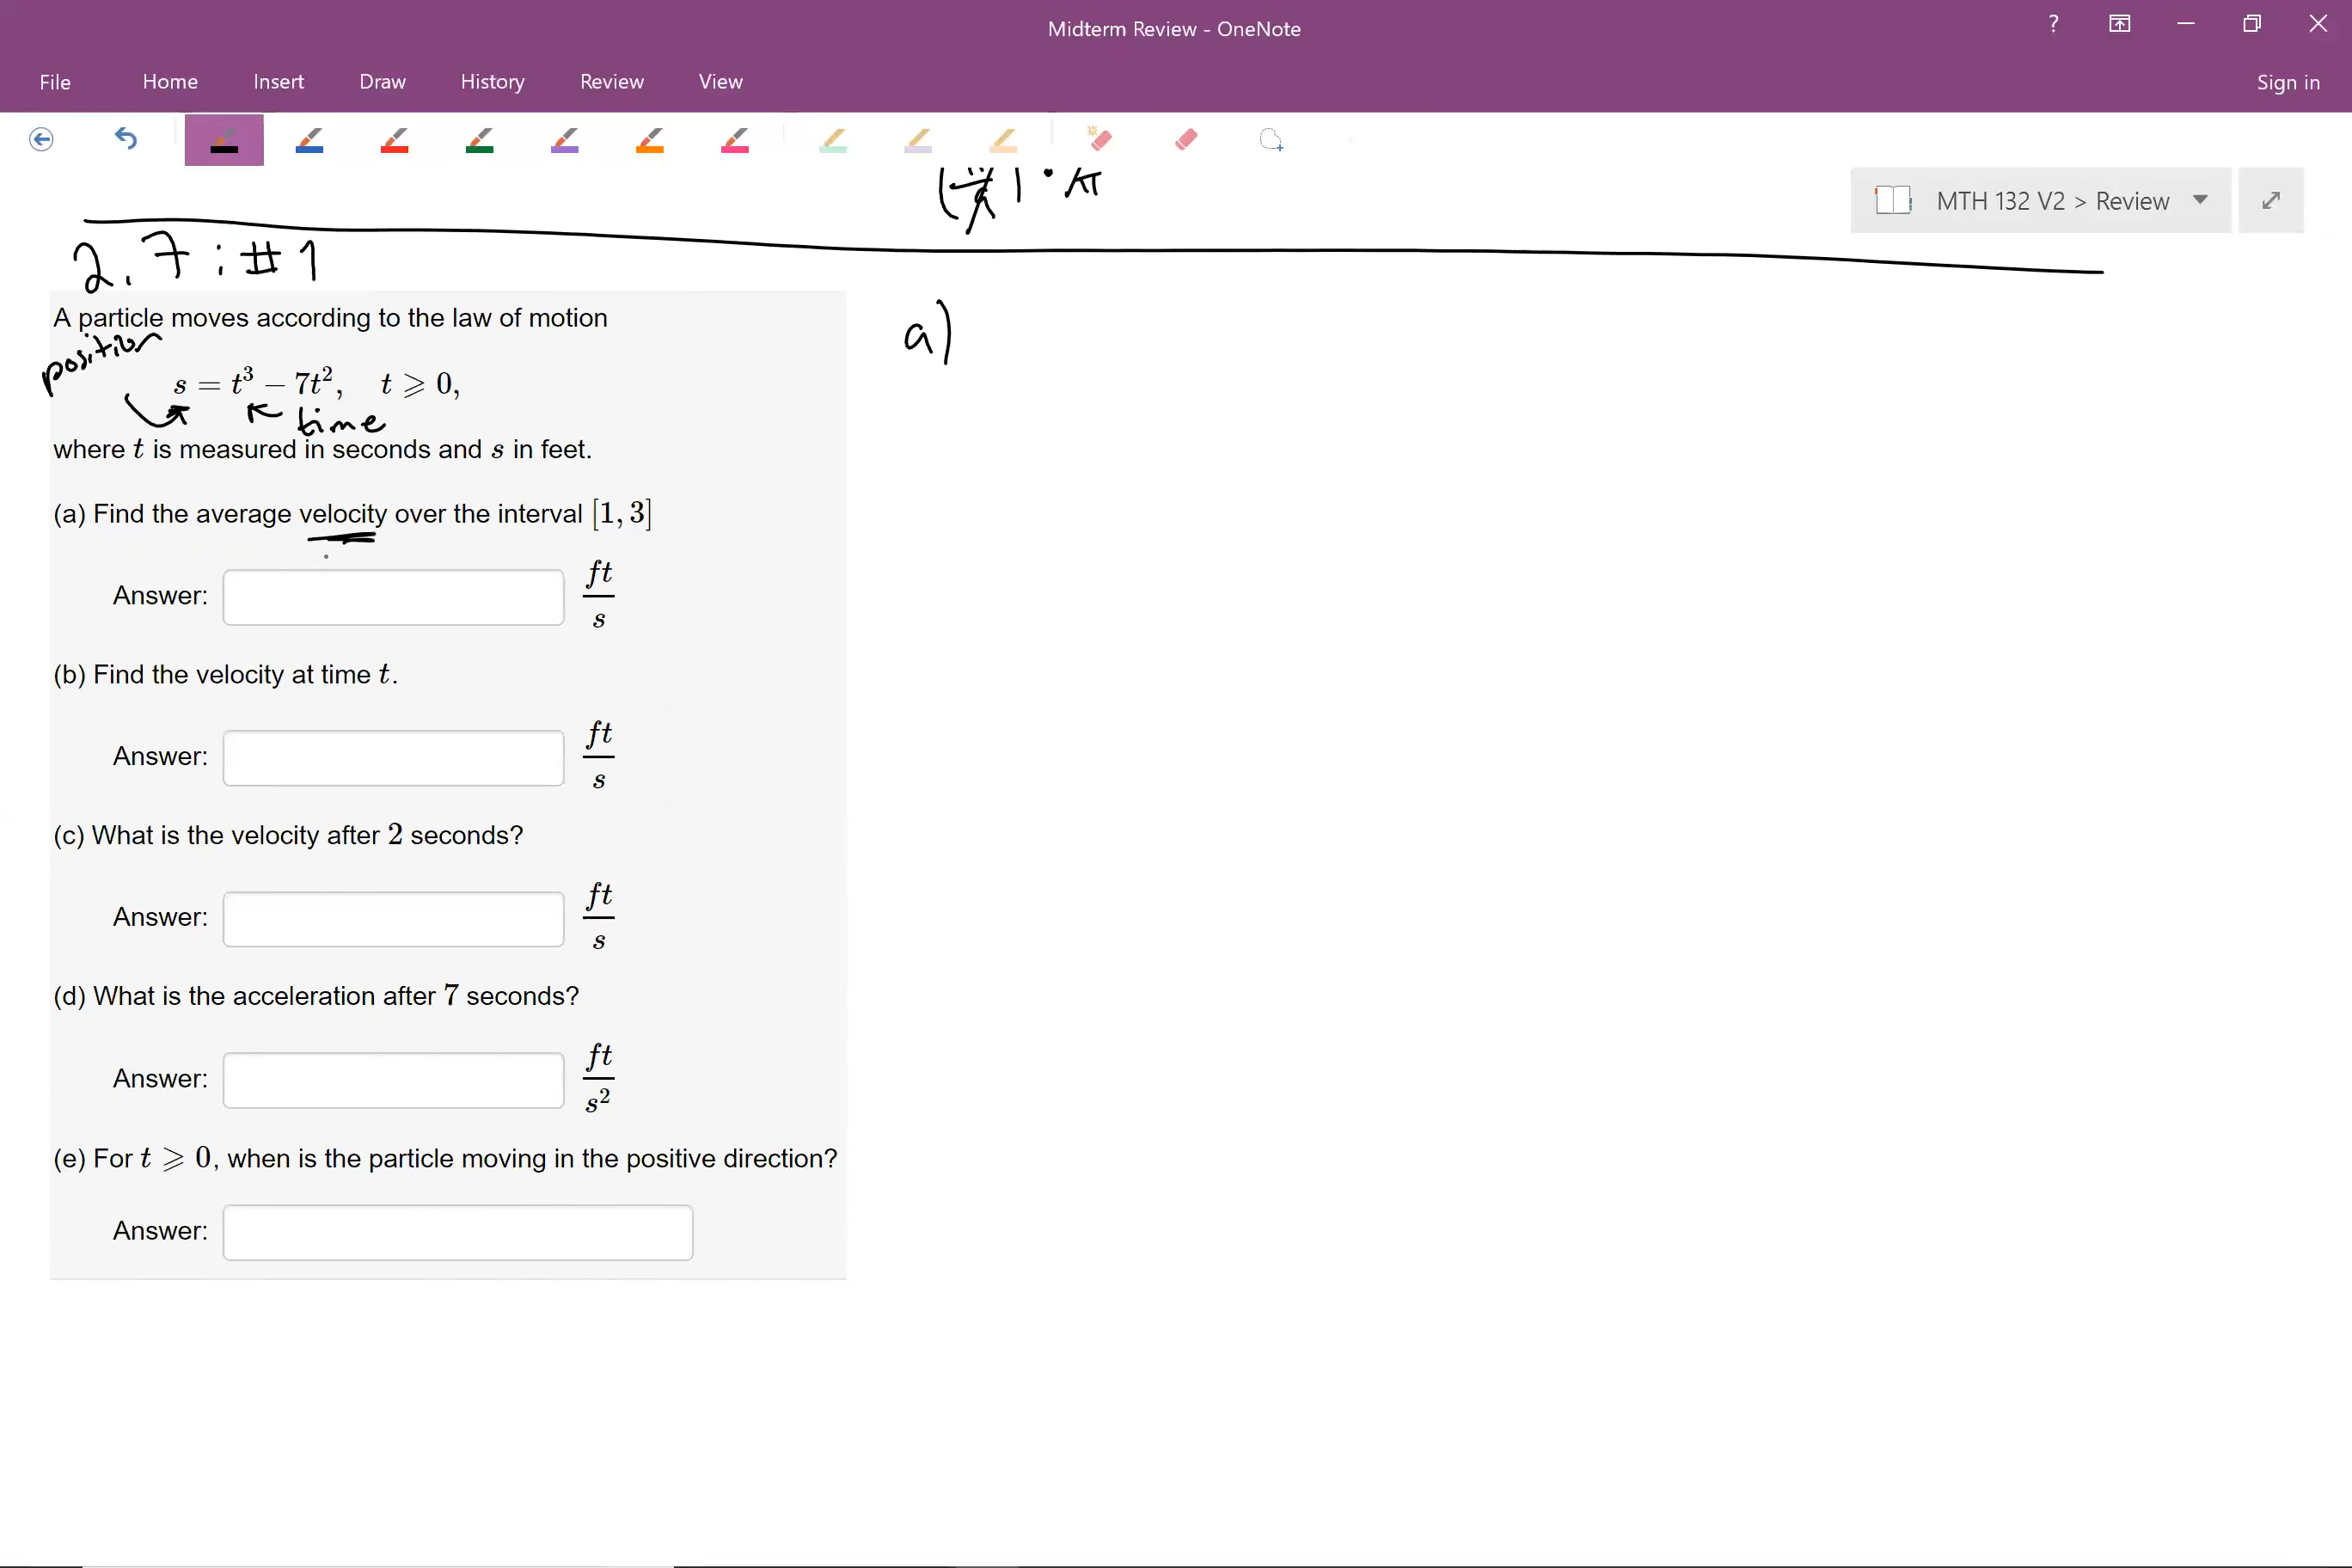 Midterm Review - OneNote
?
File Home Insert Draw History Review View
Sign in
MTH 132 V2 > Review
2.7 : #1
A particle moves according to the law of motion
position
s = t³ − 7t², t ⩾ 0,
time
where t is measured in seconds and s in feet.
(a) Find the average velocity over the interval [1, 3]
Answer: ft/s
(b) Find the velocity at time t.
Answer: ft/s
(c) What is the velocity after 2 seconds?
Answer: ft/s
(d) What is the acceleration after 7 seconds?
Answer: ft/s²
(e) For t ⩾ 0, when is the particle moving in the positive direction?
Answer:
a)